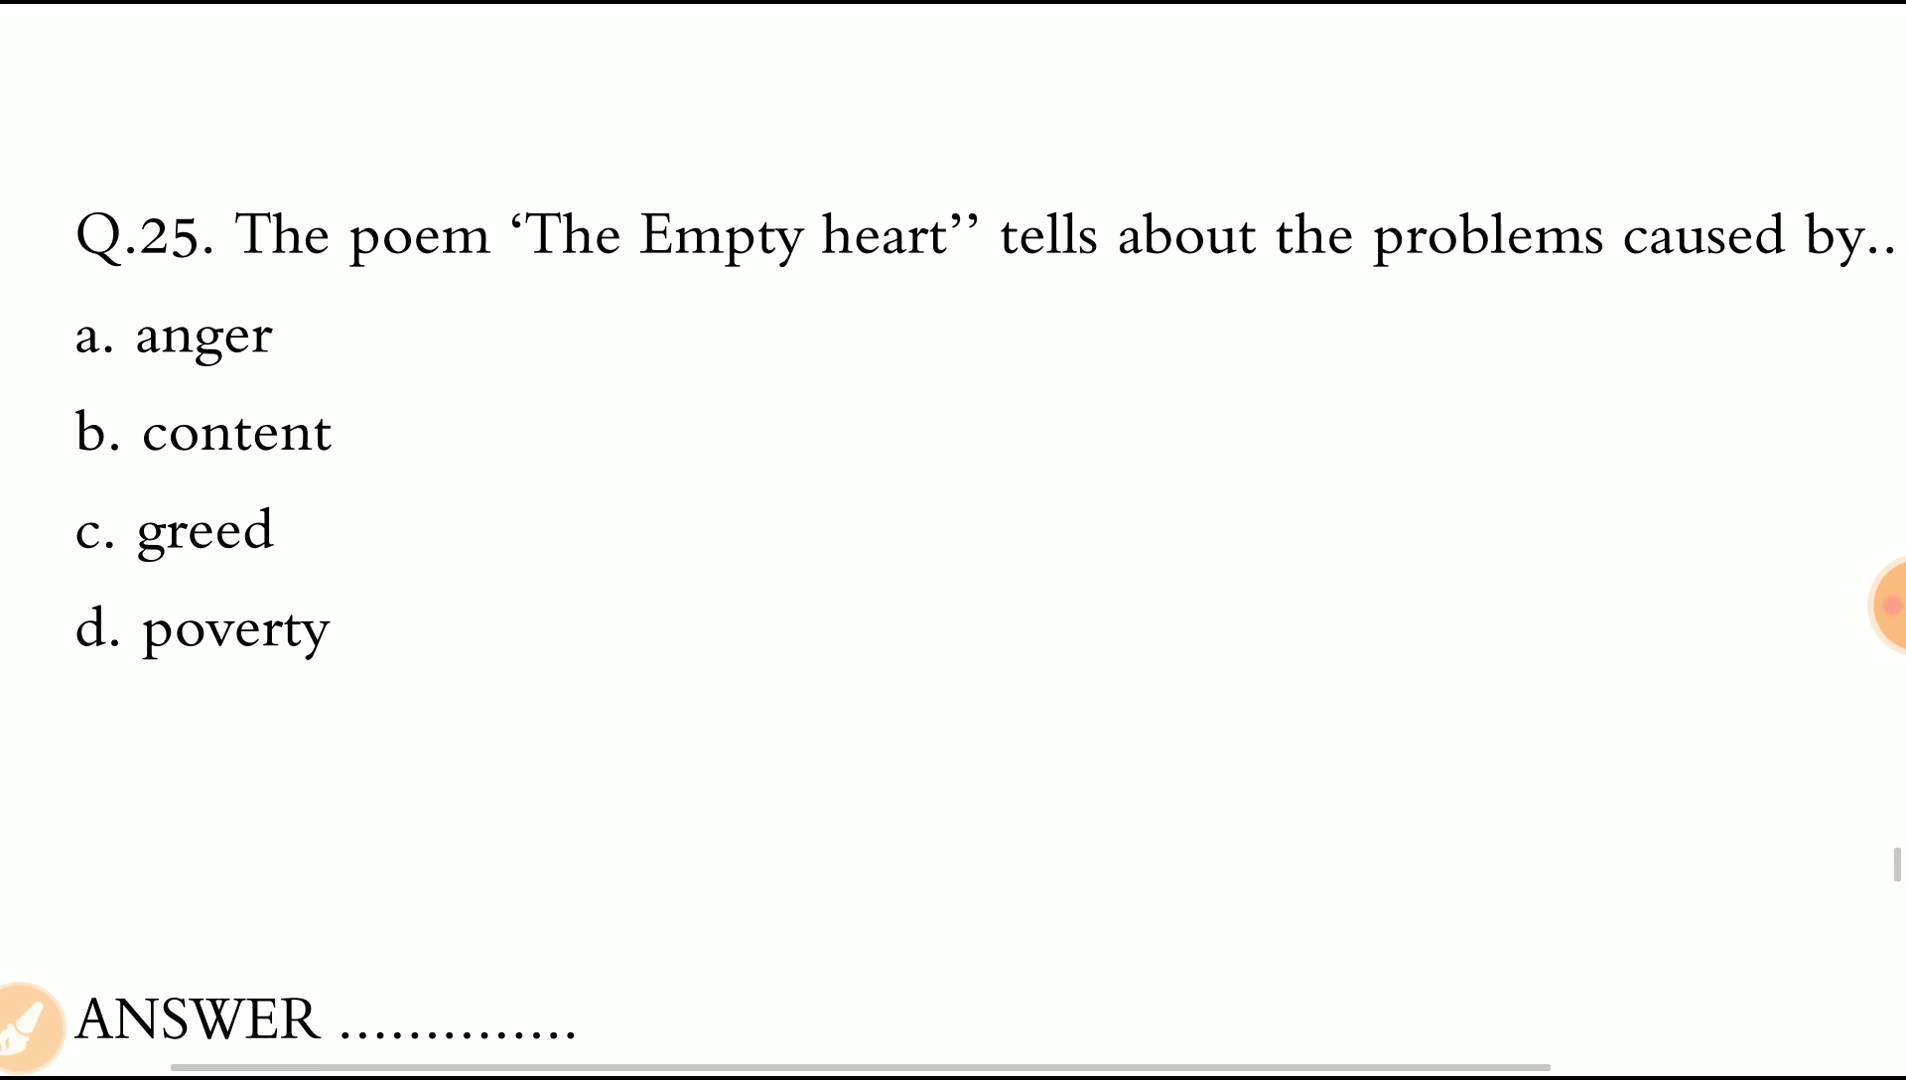 Q.25. The poem ‘The Empty heart’’ tells about the problems caused by..
a. anger
b. content
c. greed
d. poverty
ANSWER ..............